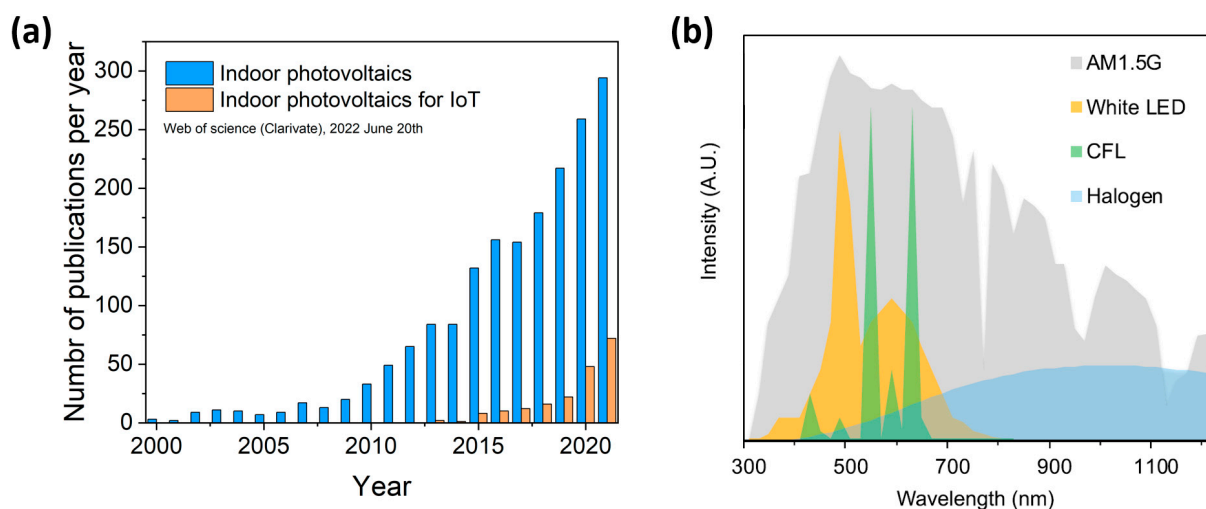 (a)
Numbr of publications per year
300
250
200
150
100
50
0
Indoor photovoltaics
Indoor photovoltaics for IoT
Web of science (Clarivate), 2022 June 20th
2000
2005
2010
2015
2020
Year
(b)
Intensity (A.U.)
AM1.5G
White LED
CFL
Halogen
300
500
700
900
1100
Wavelength (nm)